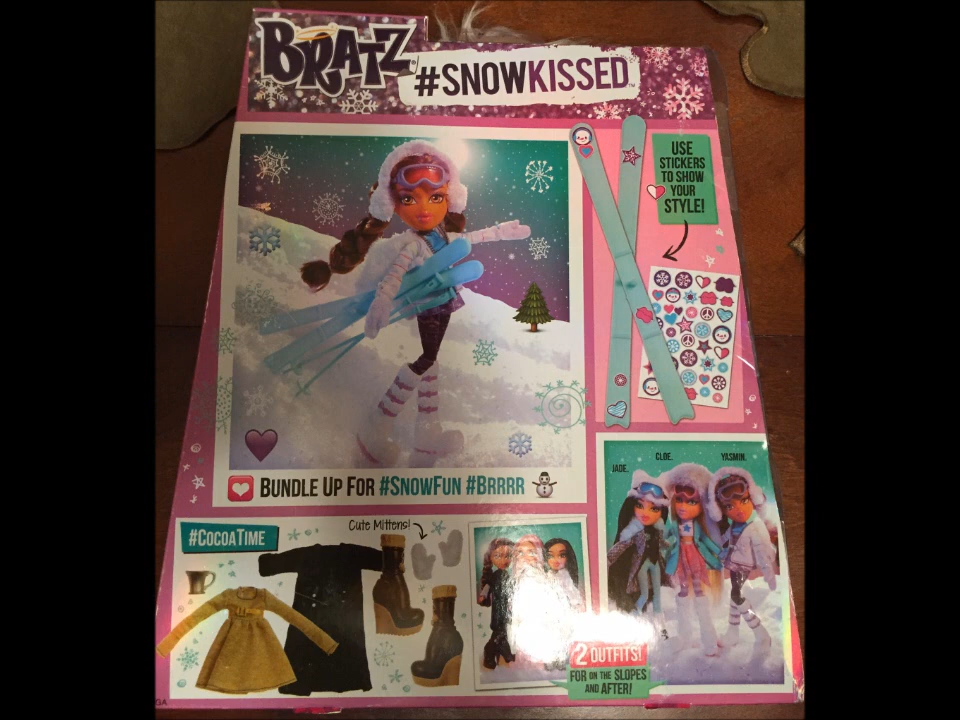 BRATZ
#SNOWKISSED™
USE
STICKERS
TO SHOW
YOUR
STYLE!
BUNDLE UP FOR #SNOWFUN #BRRRR
JADE.
CLOE.
YASMIN.
#COCOATIME
Cute Mittens!
2 OUTFITS!
FOR ON THE SLOPES
AND AFTER!